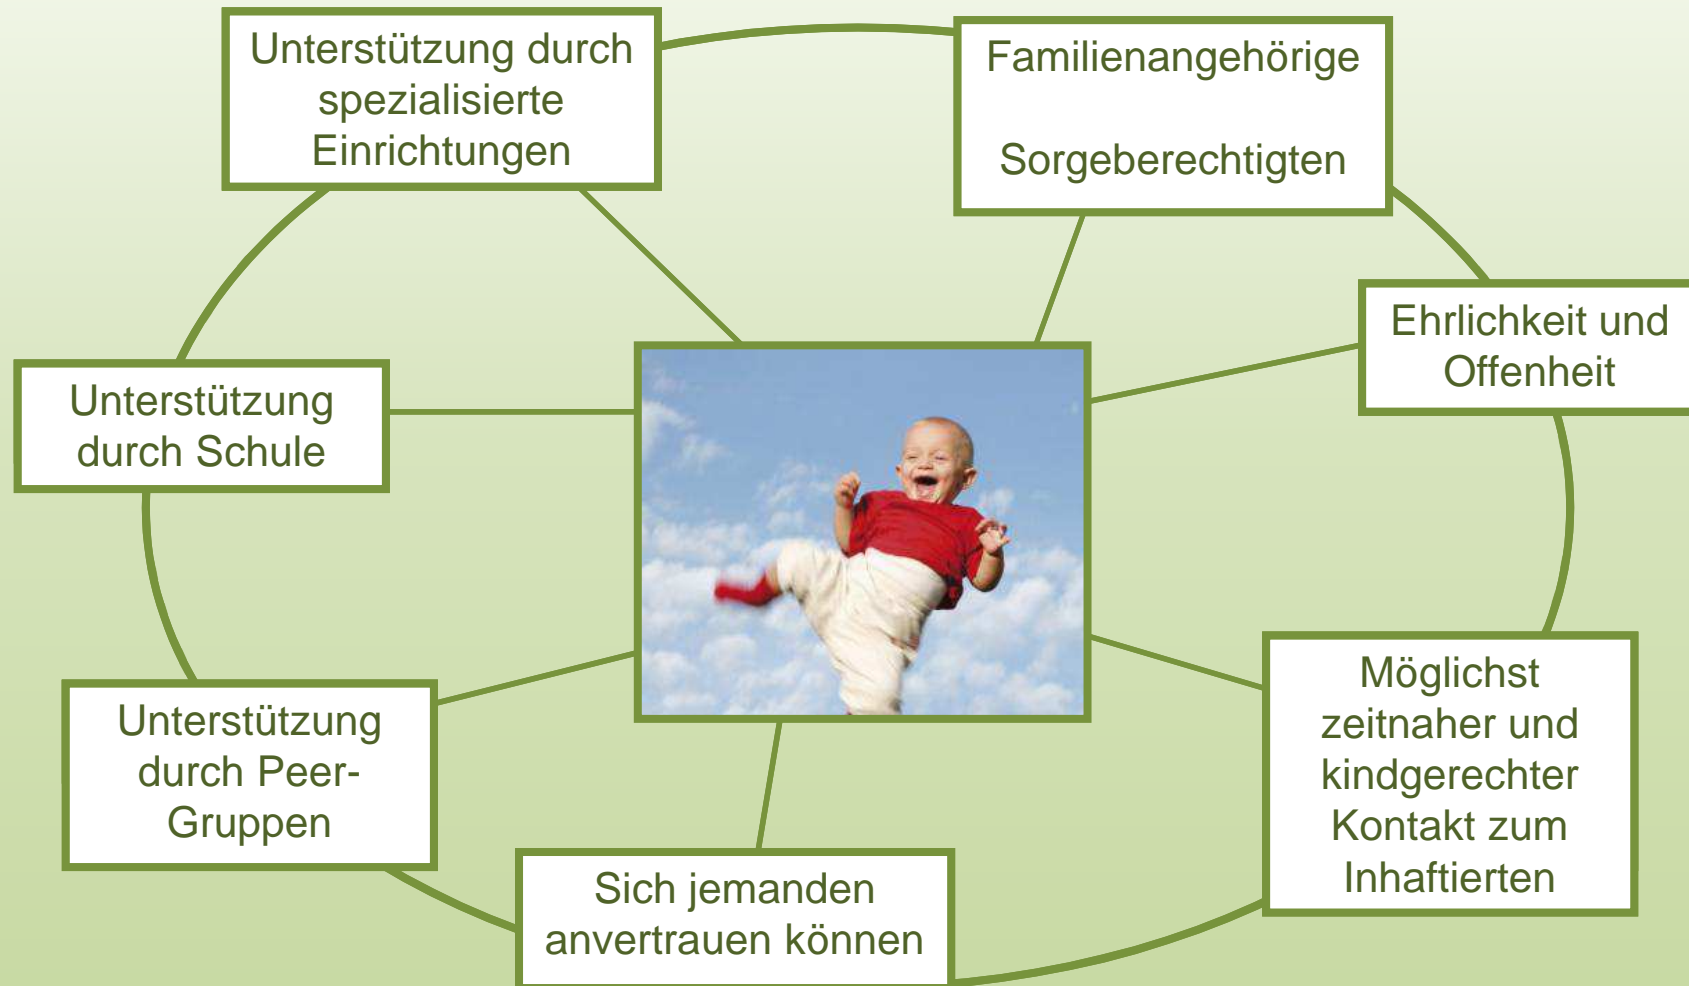 Unterstützung durch
spezialisierte
Einrichtungen
Familienangehörige
Sorgeberechtigten
Ehrlichkeit und
Offenheit
Unterstützung
durch Schule
Möglichst
zeitnaher und
kindgerechter
Kontakt zum
Inhaftierten
Unterstützung
durch Peer-
Gruppen
Sich jemanden
anvertrauen können